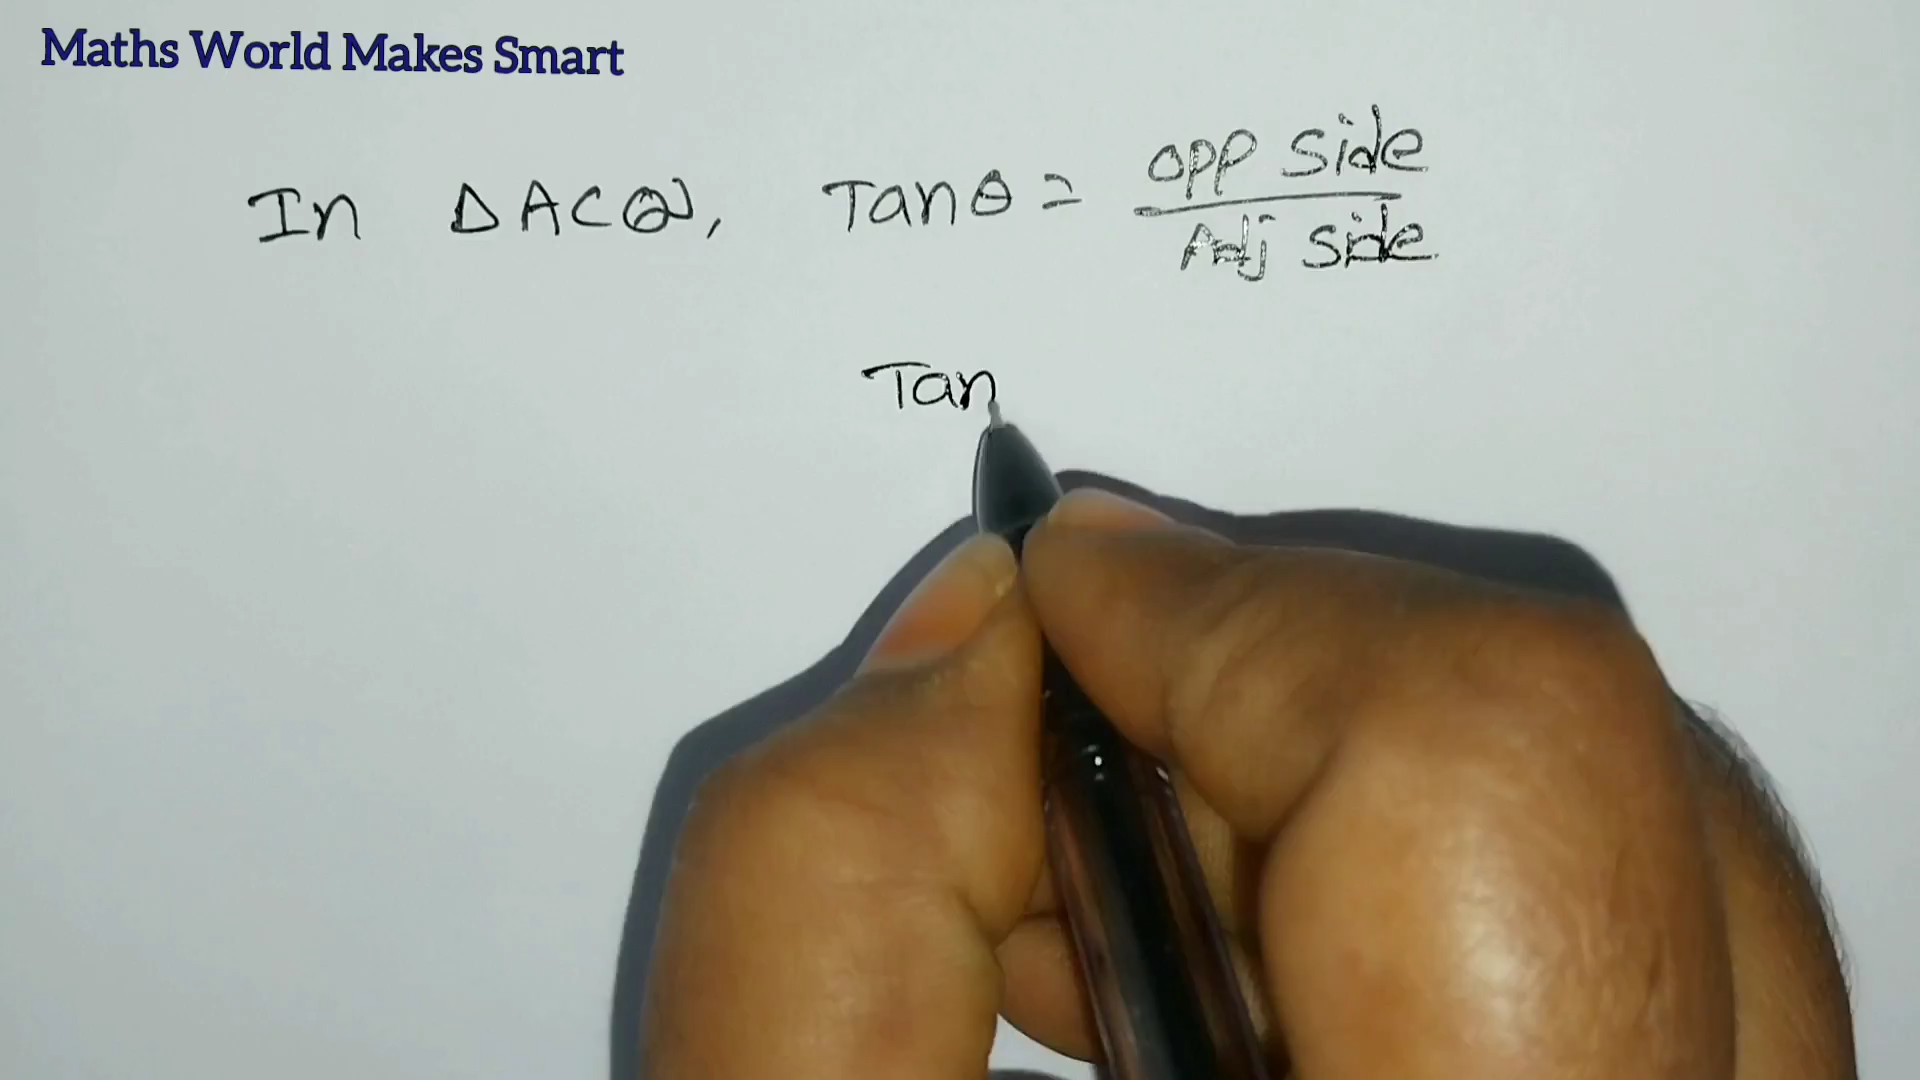 Maths World Makes Smart
In ΔACQ, Tanθ = opp side / Adj side
Tan